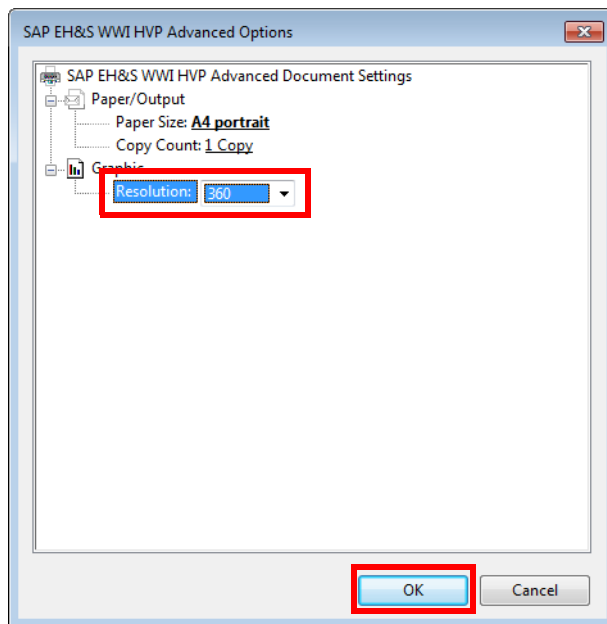 SAP EH&S WWI HVP Advanced Options
SAP EH&S WWI HVP Advanced Document Settings
Paper/Output
Paper Size: A4 portrait
Copy Count: 1 Copy
Graphic
Resolution: 360
OK Cancel